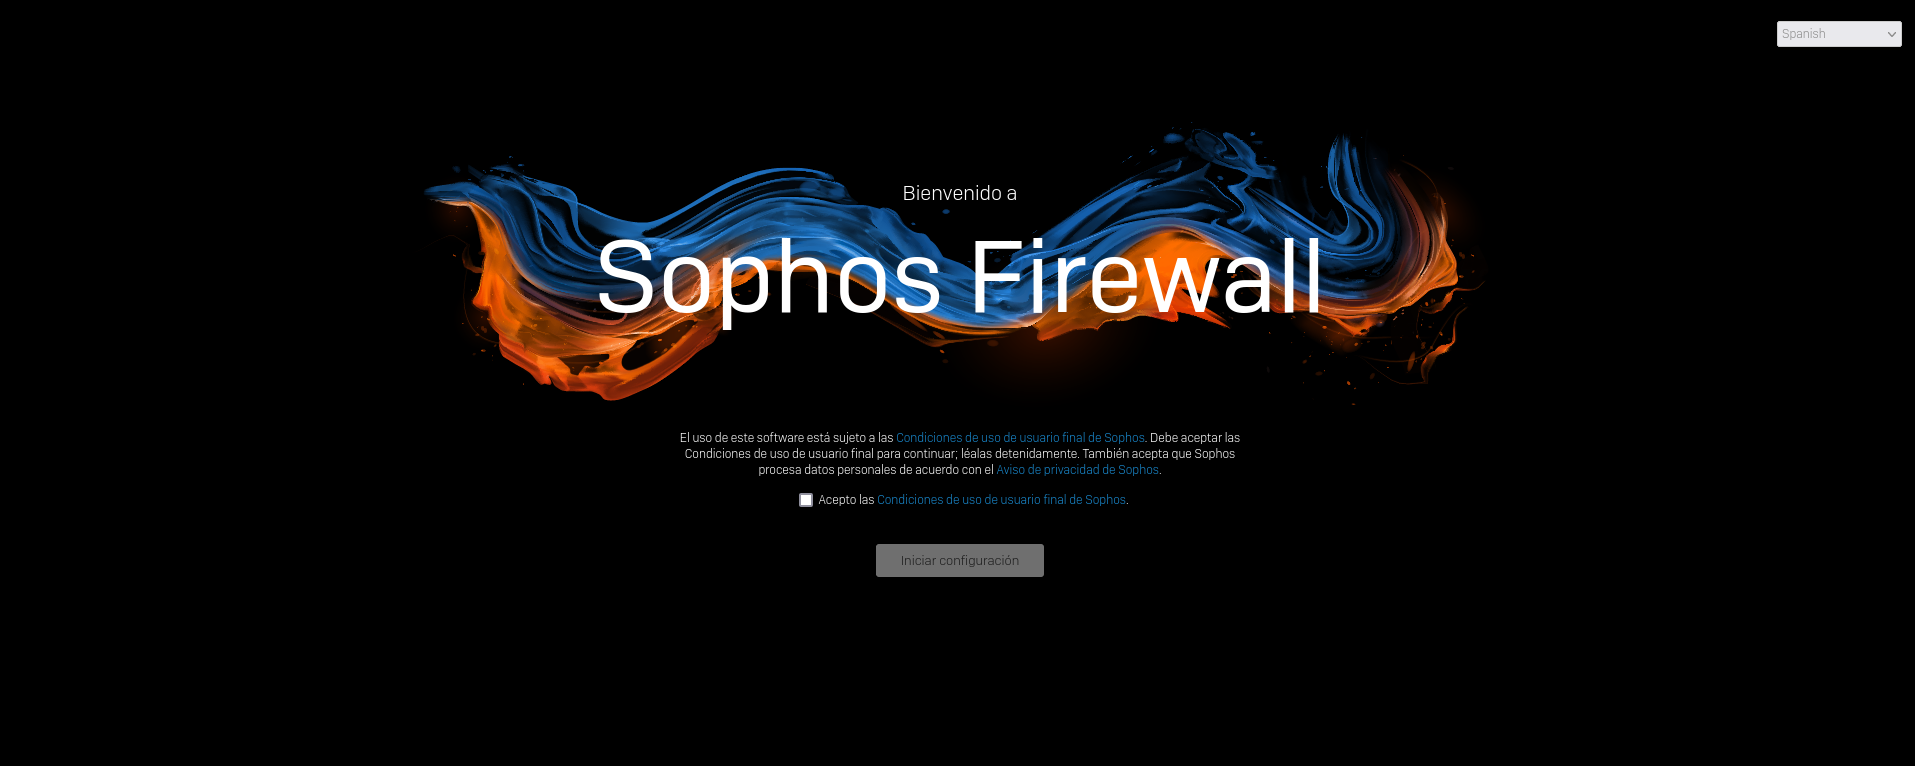 Spanish
Bienvenido a
Sophos Firewall
El uso de este software está sujeto a las Condiciones de uso de usuario final de Sophos. Debe aceptar las
Condiciones de uso de usuario final para continuar; léalas detenidamente. También acepta que Sophos
procesa datos personales de acuerdo con el Aviso de privacidad de Sophos.
Acepto las Condiciones de uso de usuario final de Sophos.
Iniciar configuración